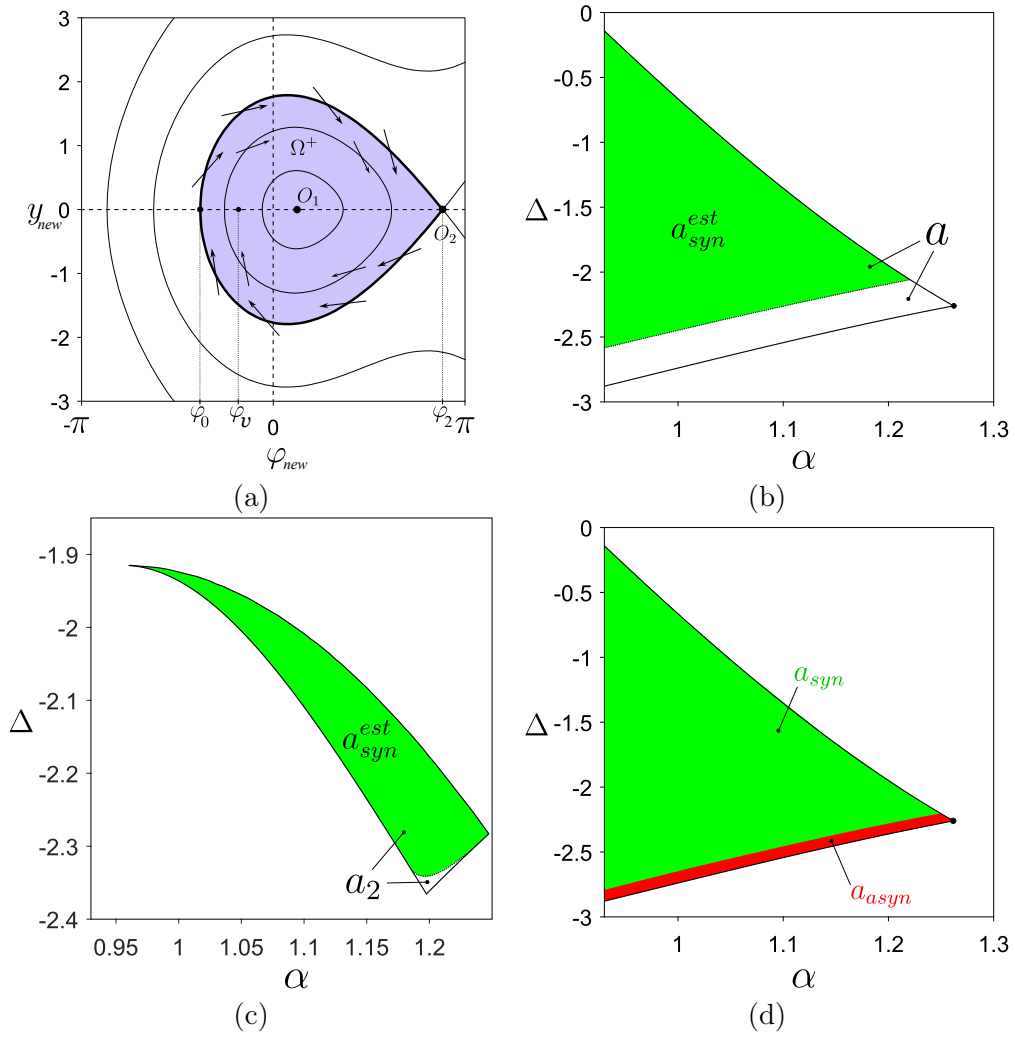 3
2
1
y_new 0
-1
-2
-3
Ω⁺
O₁
O₂
-π φ₀ φ_v 0 φ₂ π
φ_new
(a)
0
-0.5
-1
Δ -1.5
-2
-2.5
-3
a_syn^est
a
1 1.1 1.2 1.3
α
(b)
-1.9
-2
-2.1
Δ
-2.2
-2.3
-2.4
a_syn^est
a₂
0.95 1 1.05 1.1 1.15 1.2
α
(c)
0
-0.5
-1
Δ -1.5
-2
-2.5
-3
a_syn
a_asyn
1 1.1 1.2 1.3
α
(d)